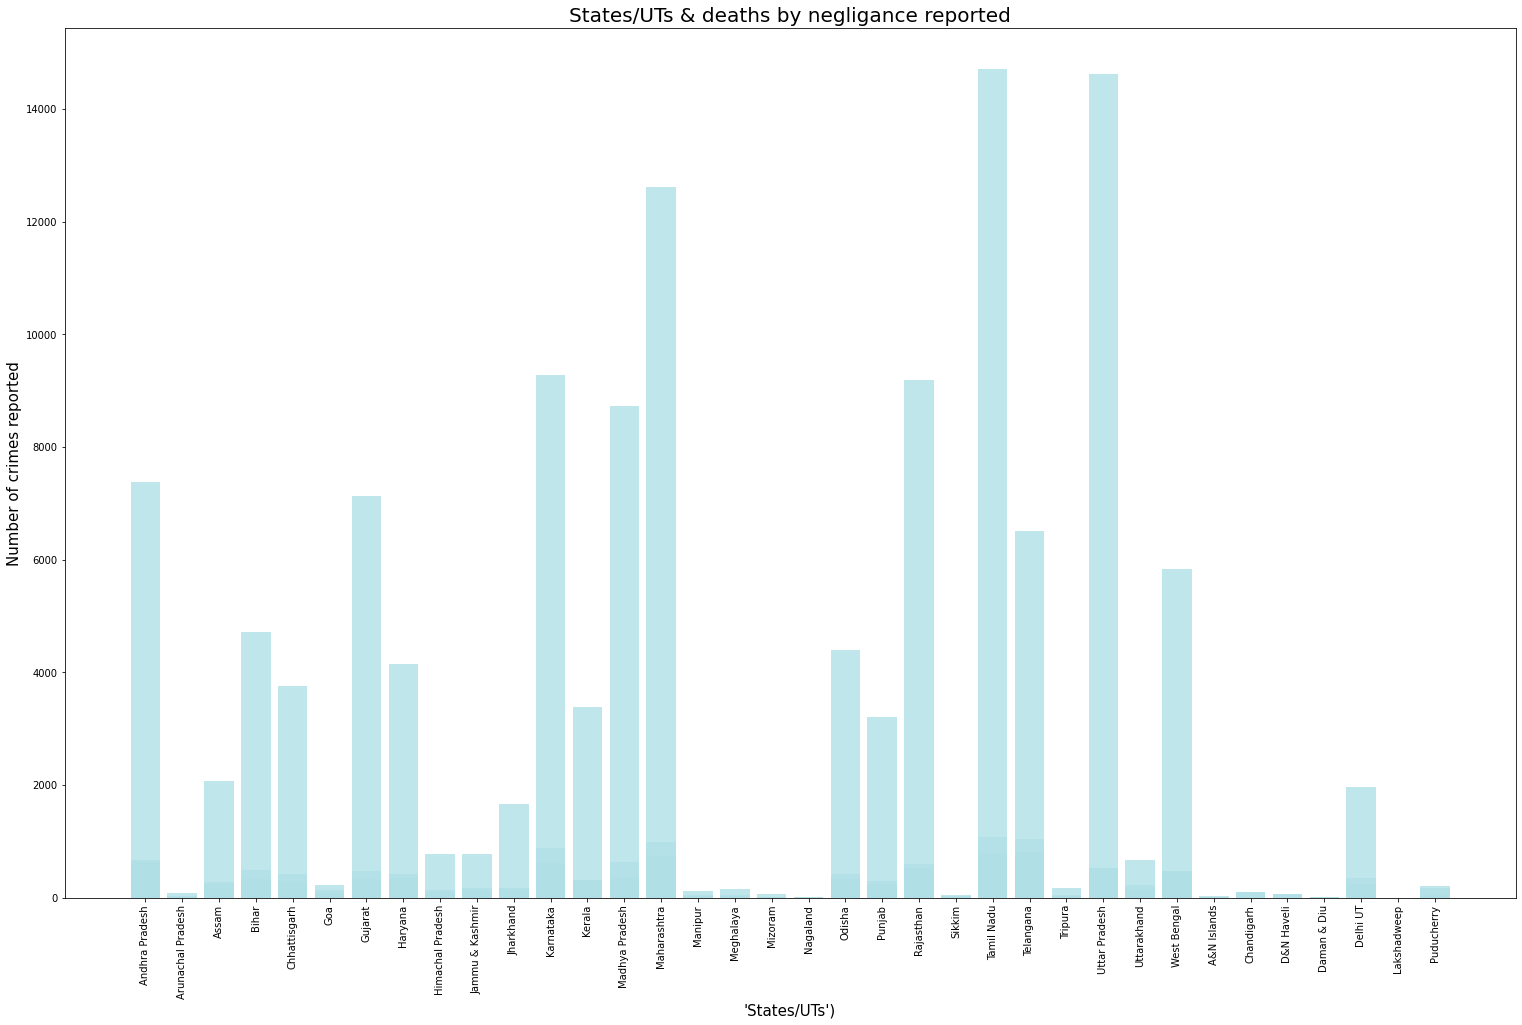 States/UTs & deaths by negligance reported
Number of crimes reported
14000
12000
10000
8000
6000
4000
2000
0
Andhra Pradesh
Arunachal Pradesh
Assam
Bihar
Chhattisgarh
Goa
Gujarat
Haryana
Himachal Pradesh
Jammu & Kashmir
Jharkhand
Karnataka
Kerala
Madhya Pradesh
Maharashtra
Manipur
Meghalaya
Mizoram
Nagaland
Odisha
Punjab
Rajasthan
Sikkim
Tamil Nadu
Telangana
Tripura
Uttar Pradesh
Uttarakhand
West Bengal
A&N Islands
Chandigarh
D&N Haveli
Daman & Diu
Delhi UT
Lakshadweep
Puducherry
'States/UTs')